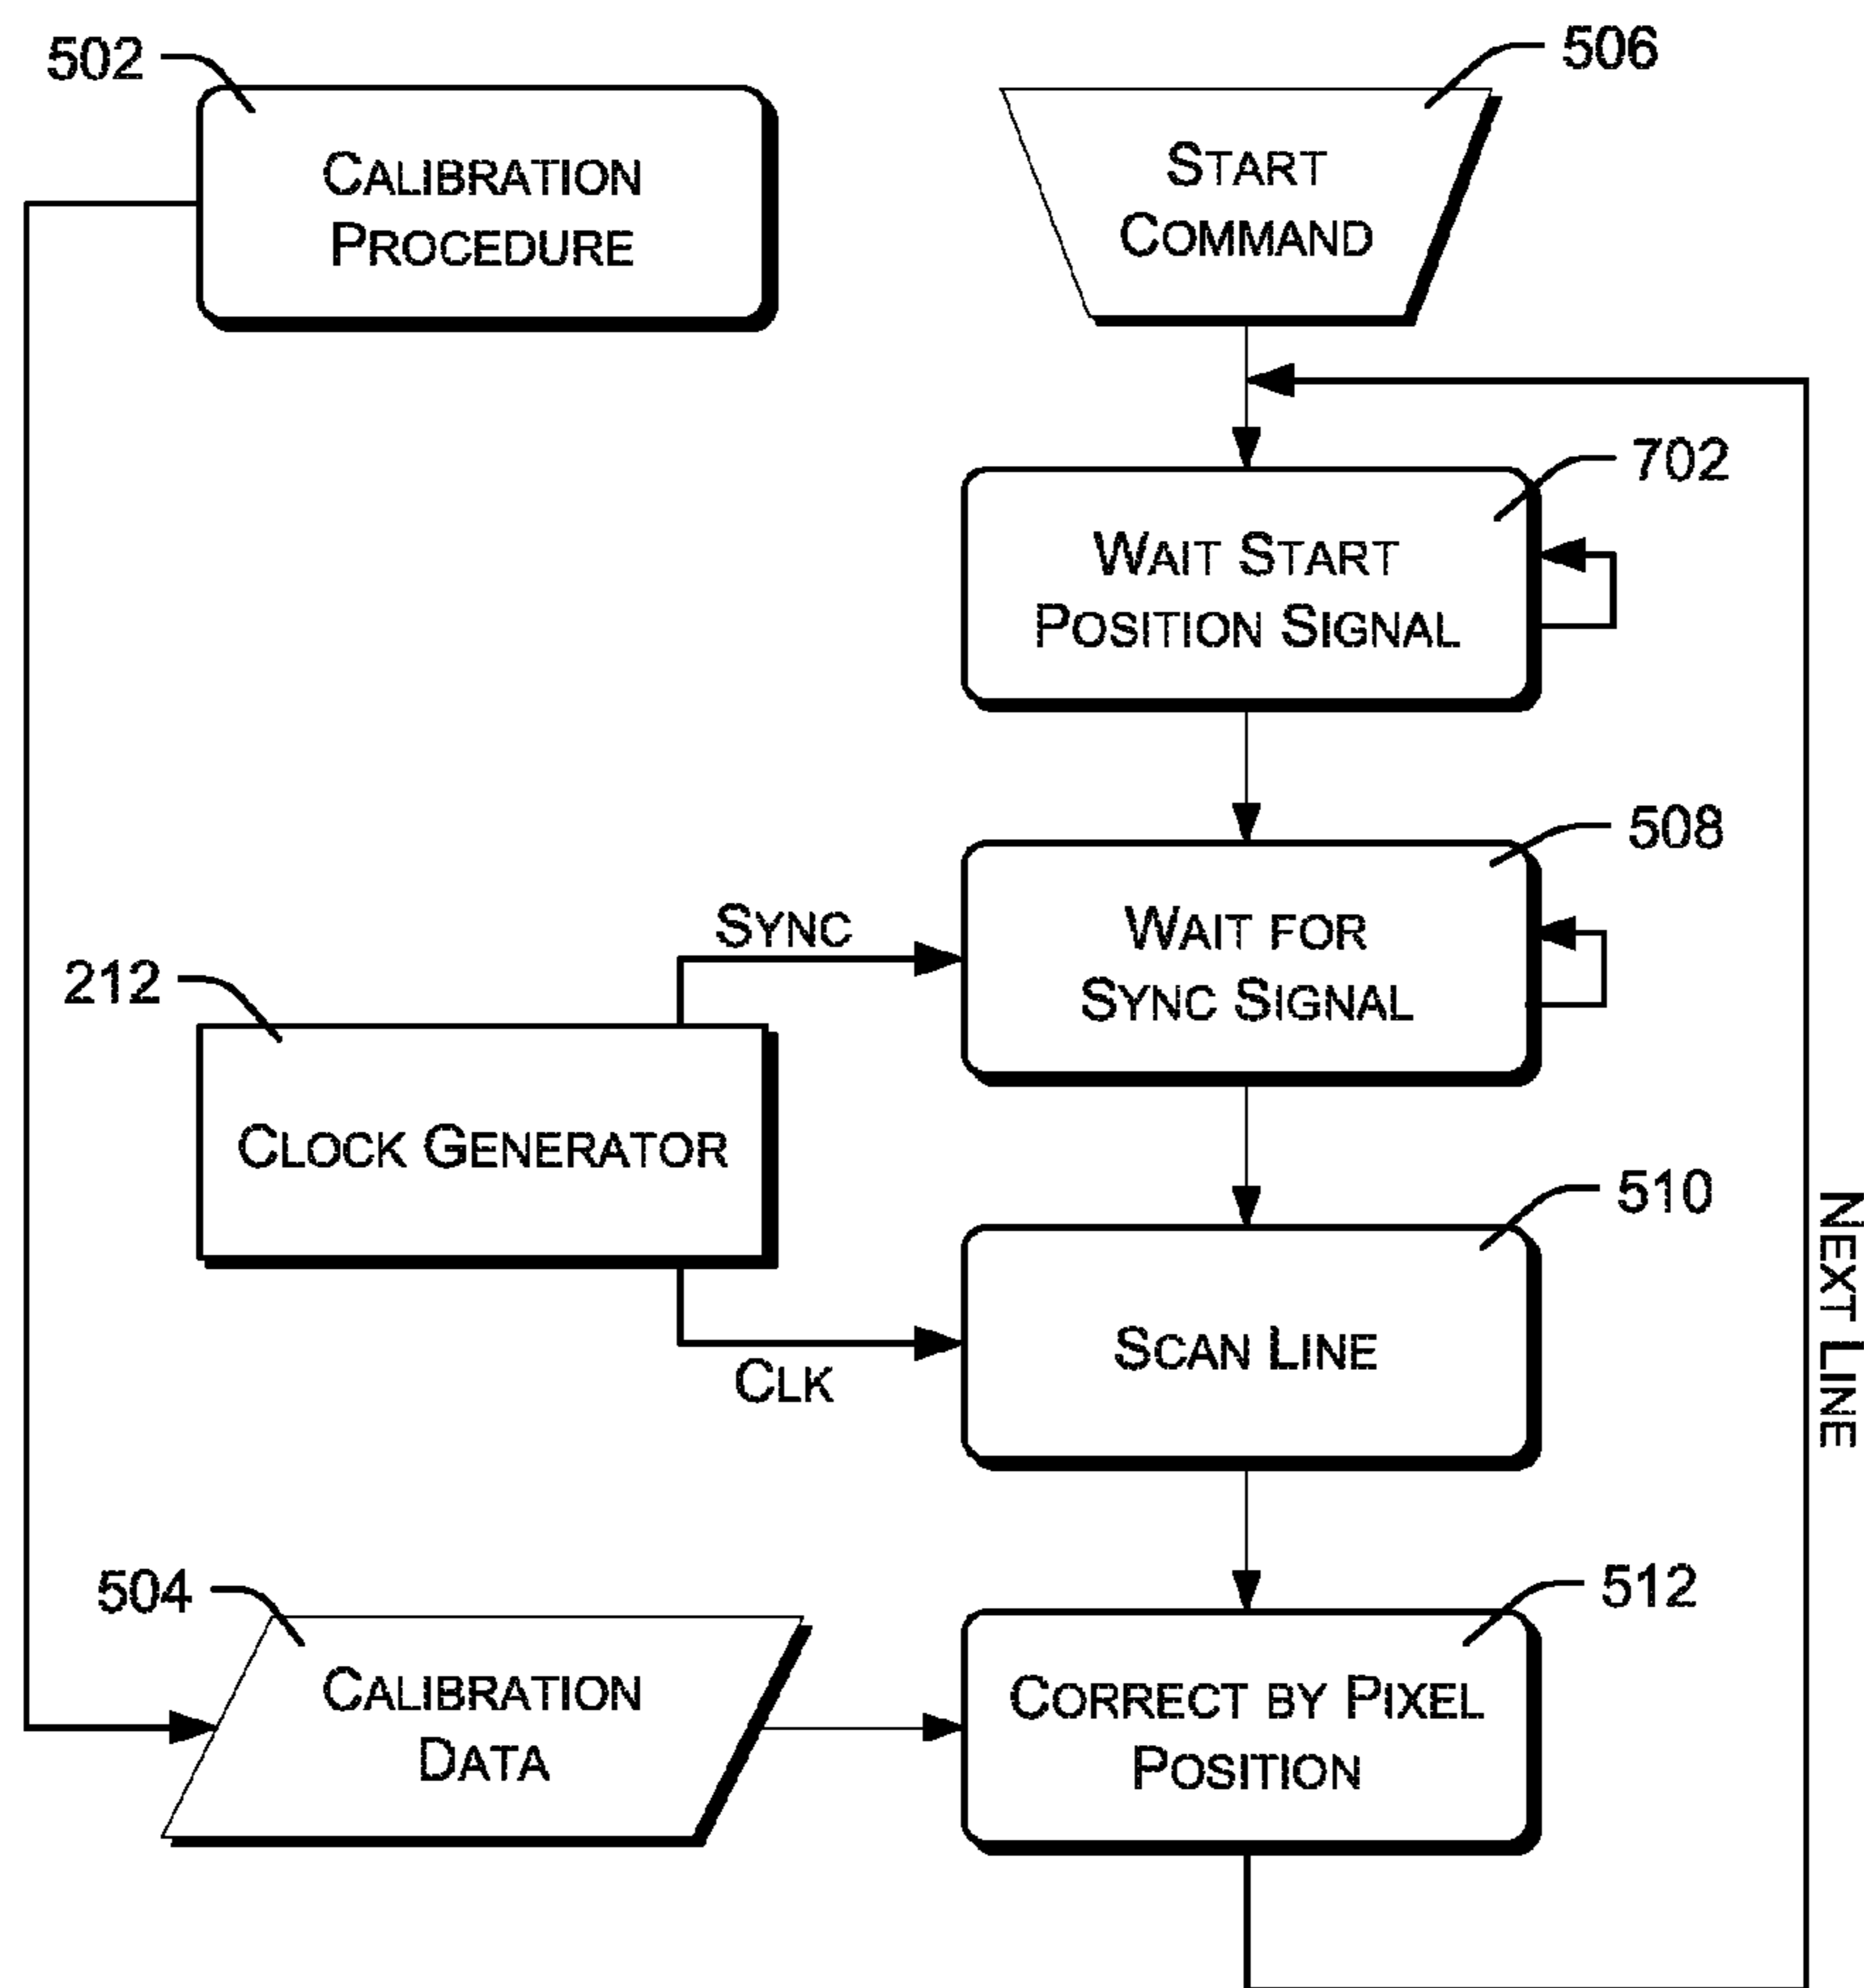 502
CALIBRATION
PROCEDURE
506
START
COMMAND
702
WAIT START
POSITION SIGNAL
508
SYNC
WAIT FOR
SYNC SIGNAL
212
CLOCK GENERATOR
510
SCAN LINE
CLK
NEXT LINE
504
CALIBRATION
DATA
512
CORRECT BY PIXEL
POSITION